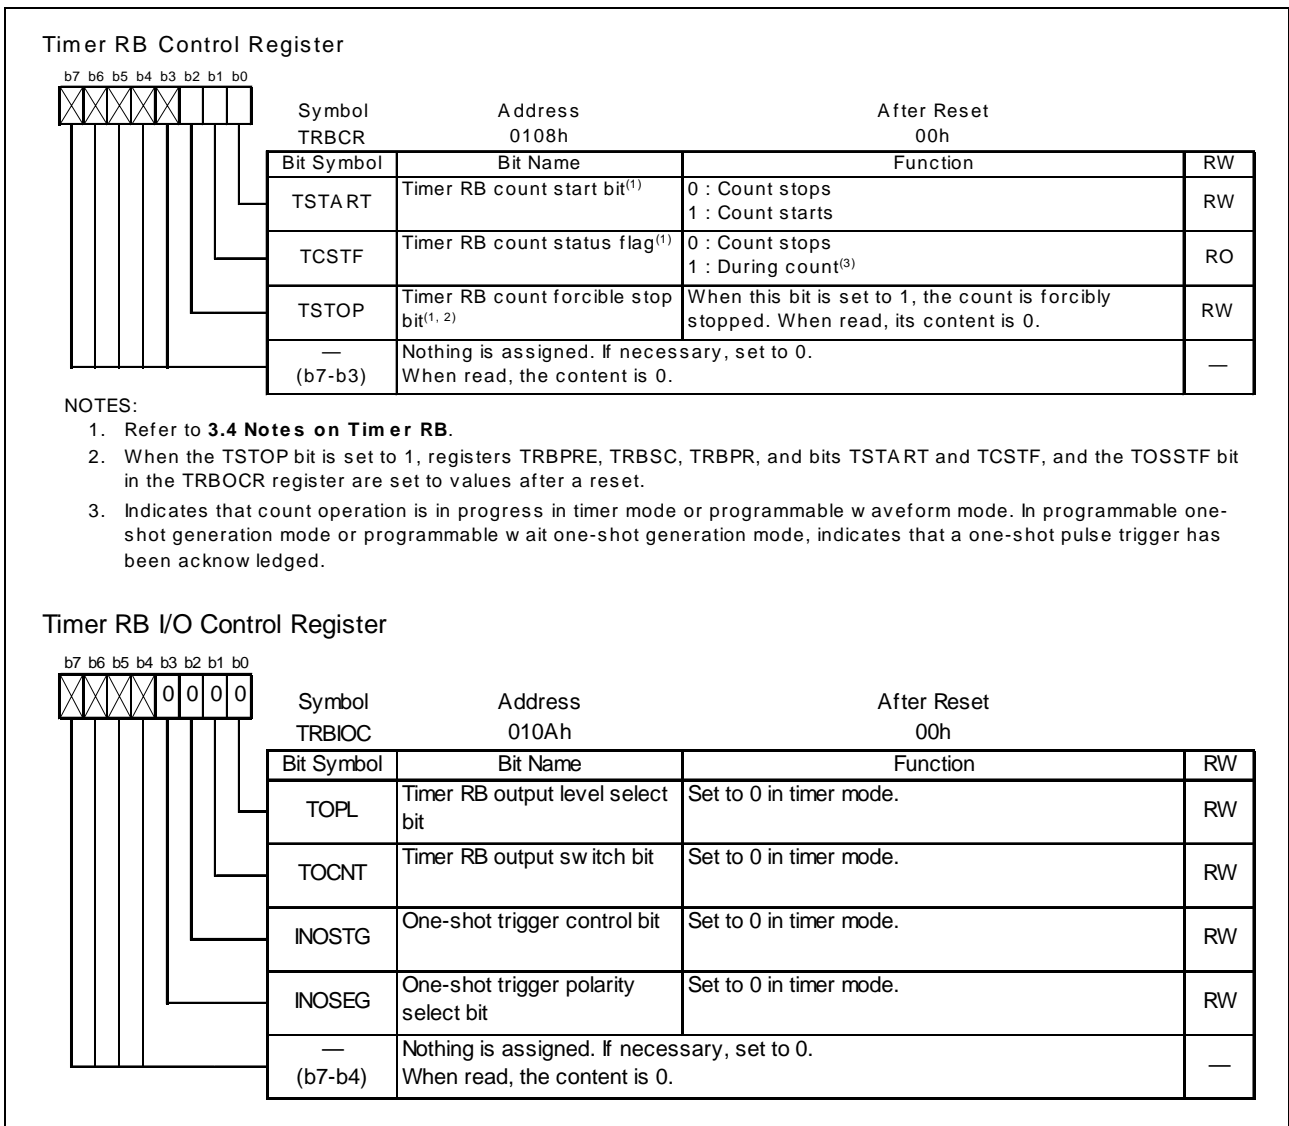 Timer RB Control Register
b7 b6 b5 b4 b3 b2 b1 b0
Symbol Address After Reset
TRBCR 0108h 00h
Bit Symbol Bit Name Function RW
TSTART Timer RB count start bit(1) 0 : Count stops RW
1 : Count starts
TCSTF Timer RB count status flag(1) 0 : Count stops RO
1 : During count(3)
TSTOP Timer RB count forcible stop When this bit is set to 1, the count is forcibly RW
bit(1, 2) stopped. When read, its content is 0.
— Nothing is assigned. If necessary, set to 0. —
(b7-b3) When read, the content is 0.
NOTES:
1. Refer to 3.4 Notes on Timer RB.
2. When the TSTOP bit is set to 1, registers TRBPRE, TRBSC, TRBPR, and bits TSTART and TCSTF, and the TOSSTF bit
in the TRBOCR register are set to values after a reset.
3. Indicates that count operation is in progress in timer mode or programmable waveform mode. In programmable one-
shot generation mode or programmable wait one-shot generation mode, indicates that a one-shot pulse trigger has
been acknowledged.
Timer RB I/O Control Register
b7 b6 b5 b4 b3 b2 b1 b0
0 0 0 0
Symbol Address After Reset
TRBIOC 010Ah 00h
Bit Symbol Bit Name Function RW
TOPL Timer RB output level select Set to 0 in timer mode. RW
bit
TOCNT Timer RB output switch bit Set to 0 in timer mode. RW
INOSTG One-shot trigger control bit Set to 0 in timer mode. RW
INOSEG One-shot trigger polarity Set to 0 in timer mode. RW
select bit
— Nothing is assigned. If necessary, set to 0. —
(b7-b4) When read, the content is 0.